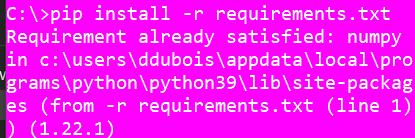 C:\>pip install -r requirements.txt
Requirement already satisfied: numpy
in c:\users\ddubois\appdata\local\pro
grams\python\python39\lib\site-packag
es (from -r requirements.txt (line 1)
) (1.22.1)